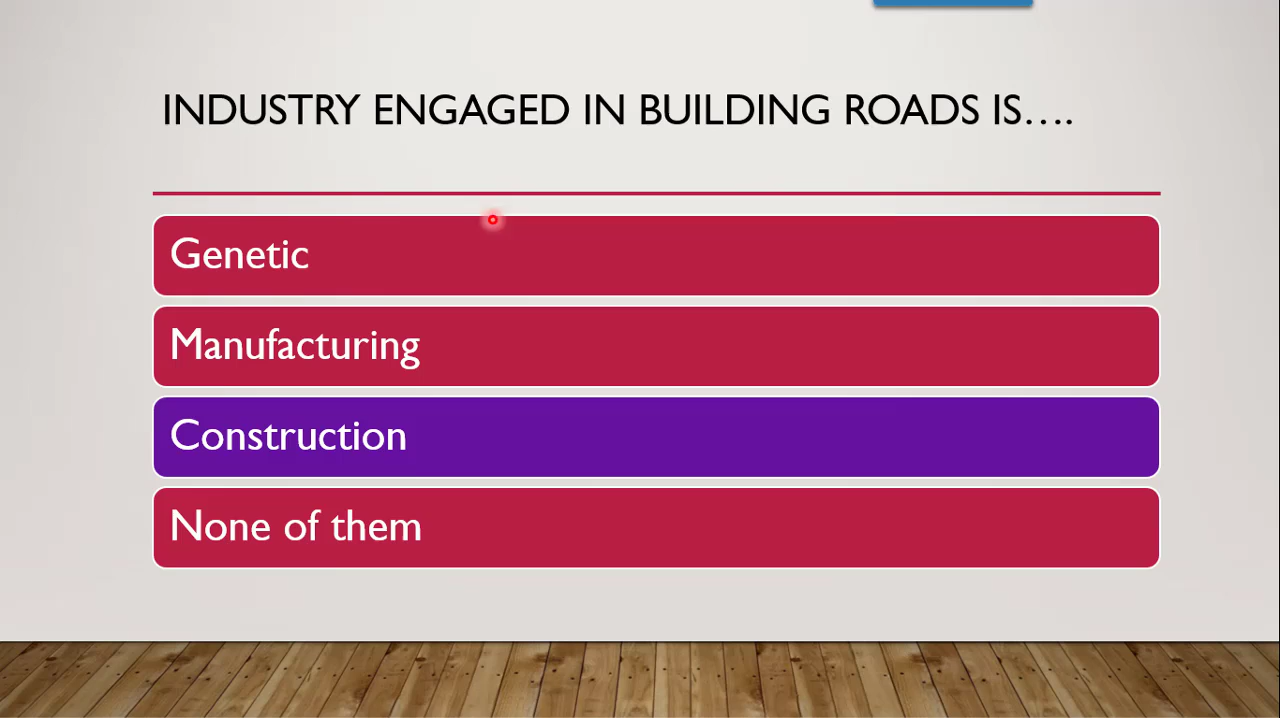 INDUSTRY ENGAGED IN BUILDING ROADS IS….
Genetic
Manufacturing
Construction
None of them